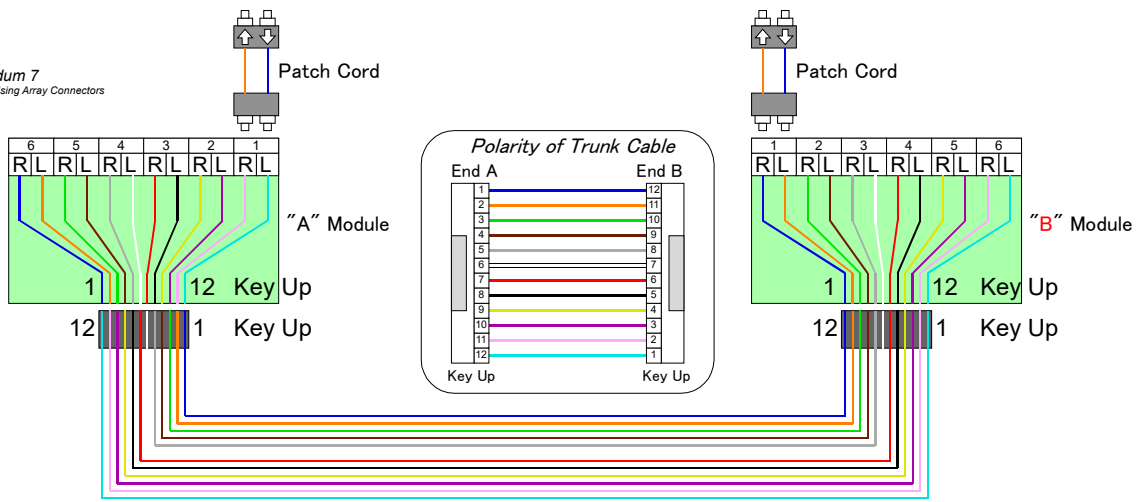 dum 7
sing Array Connectors
Patch Cord
Patch Cord
6 5 4 3 2 1
R L R L R L R L R L R L
"A" Module
1 12 Key Up
12 1 Key Up
Polarity of Trunk Cable
End A End B
1 12
2 11
3 10
4 9
5 8
6 7
7 6
8 5
9 4
10 3
11 2
12 1
Key Up Key Up
1 2 3 4 5 6
R L R L R L R L R L R L
"B" Module
1 12 Key Up
12 1 Key Up